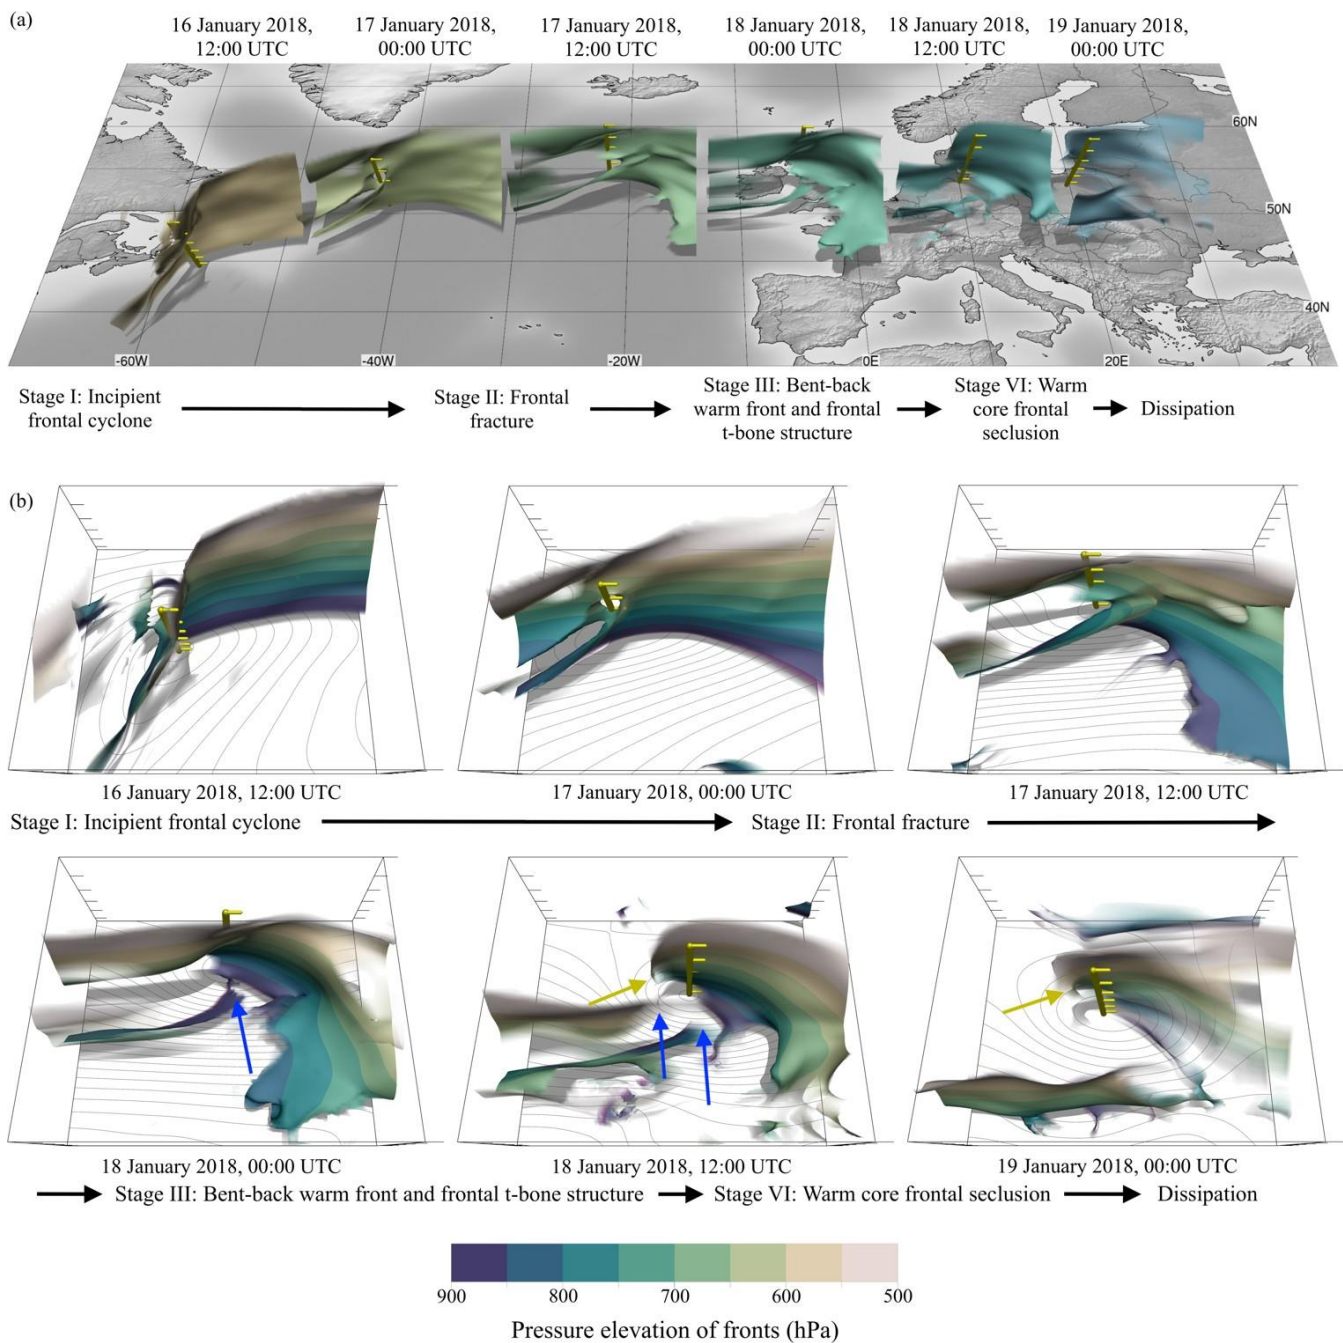 (a)
16 January 2018,
12:00 UTC
17 January 2018,
00:00 UTC
17 January 2018,
12:00 UTC
18 January 2018,
00:00 UTC
18 January 2018,
12:00 UTC
19 January 2018,
00:00 UTC
60N
50N
40N
-60W
-40W
-20W
0E
20E
Stage I: Incipient
frontal cyclone
Stage II: Frontal
fracture
Stage III: Bent-back
warm front and frontal
t-bone structure
Stage VI: Warm
core frontal
seclusion
Dissipation
(b)
16 January 2018, 12:00 UTC
17 January 2018, 00:00 UTC
17 January 2018, 12:00 UTC
Stage I: Incipient frontal cyclone
Stage II: Frontal fracture
18 January 2018, 00:00 UTC
18 January 2018, 12:00 UTC
19 January 2018, 00:00 UTC
Stage III: Bent-back warm front and frontal t-bone structure
Stage VI: Warm core frontal seclusion
Dissipation
900
800
700
600
500
Pressure elevation of fronts (hPa)